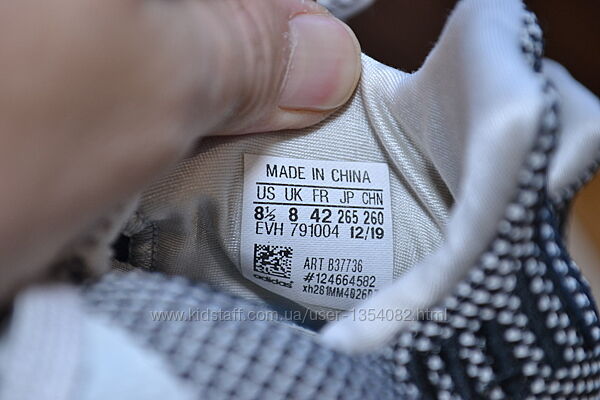 MADE IN CHINA
US UK FR JP CHN
8½ 8 42 265 260
EVH 791004 12/19
ART B37736
#124664582
adidas
www.kidstaff.com.ua/user-1354082.html